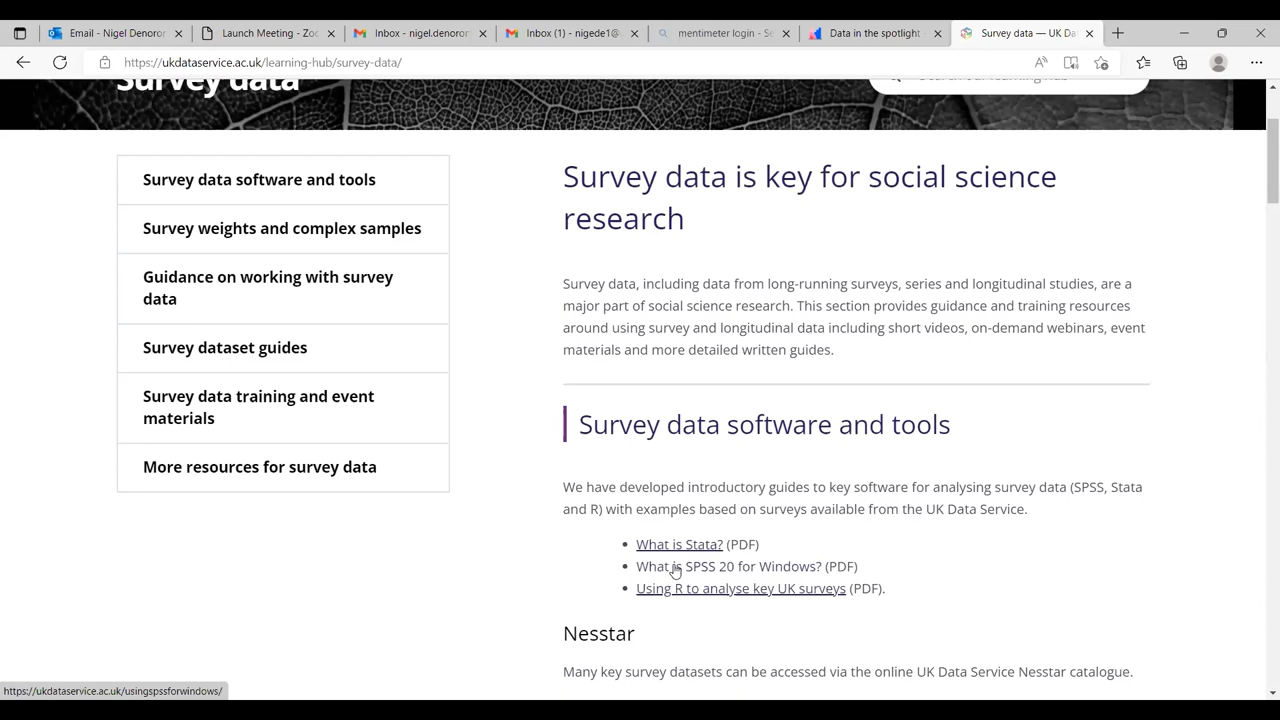 Email - Nigel Denoron
Launch Meeting - Zoo
Inbox - nigel.denoron
Inbox (1) - nigede1@
mentimeter login - Se
Data in the spotlight
Survey data — UK Da
https://ukdataservice.ac.uk/learning-hub/survey-data/
Survey data
Survey data software and tools
Survey weights and complex samples
Guidance on working with survey
data
Survey dataset guides
Survey data training and event
materials
More resources for survey data
Survey data is key for social science
research
Survey data, including data from long-running surveys, series and longitudinal studies, are a
major part of social science research. This section provides guidance and training resources
around using survey and longitudinal data including short videos, on-demand webinars, event
materials and more detailed written guides.
Survey data software and tools
We have developed introductory guides to key software for analysing survey data (SPSS, Stata
and R) with examples based on surveys available from the UK Data Service.
• What is Stata? (PDF)
• What is SPSS 20 for Windows? (PDF)
• Using R to analyse key UK surveys (PDF).
Nesstar
Many key survey datasets can be accessed via the online UK Data Service Nesstar catalogue.
https://ukdataservice.ac.uk/usingspssforwindows/